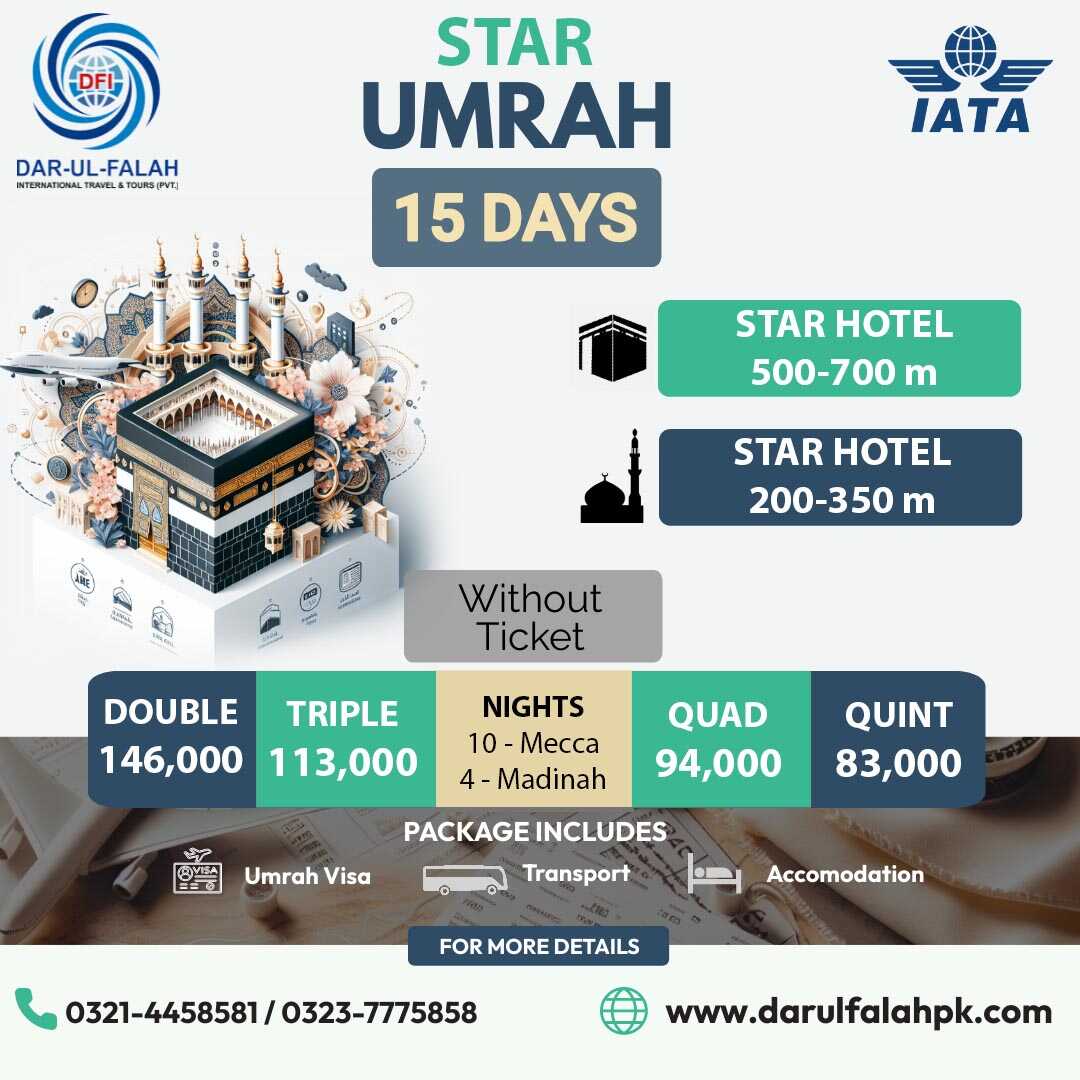 DFI
DAR-UL-FALAH
INTERNATIONAL TRAVEL & TOURS (PVT.)
STAR
UMRAH
15 DAYS
IATA
STAR HOTEL
500-700 m
STAR HOTEL
200-350 m
Without
Ticket
DOUBLE
146,000
TRIPLE
113,000
NIGHTS
10 - Mecca
4 - Madinah
QUAD
94,000
QUINT
83,000
PACKAGE INCLUDES
VISA
Umrah Visa
Transport
Accomodation
FOR MORE DETAILS
0321-4458581 / 0323-7775858
www.darulfalahpk.com